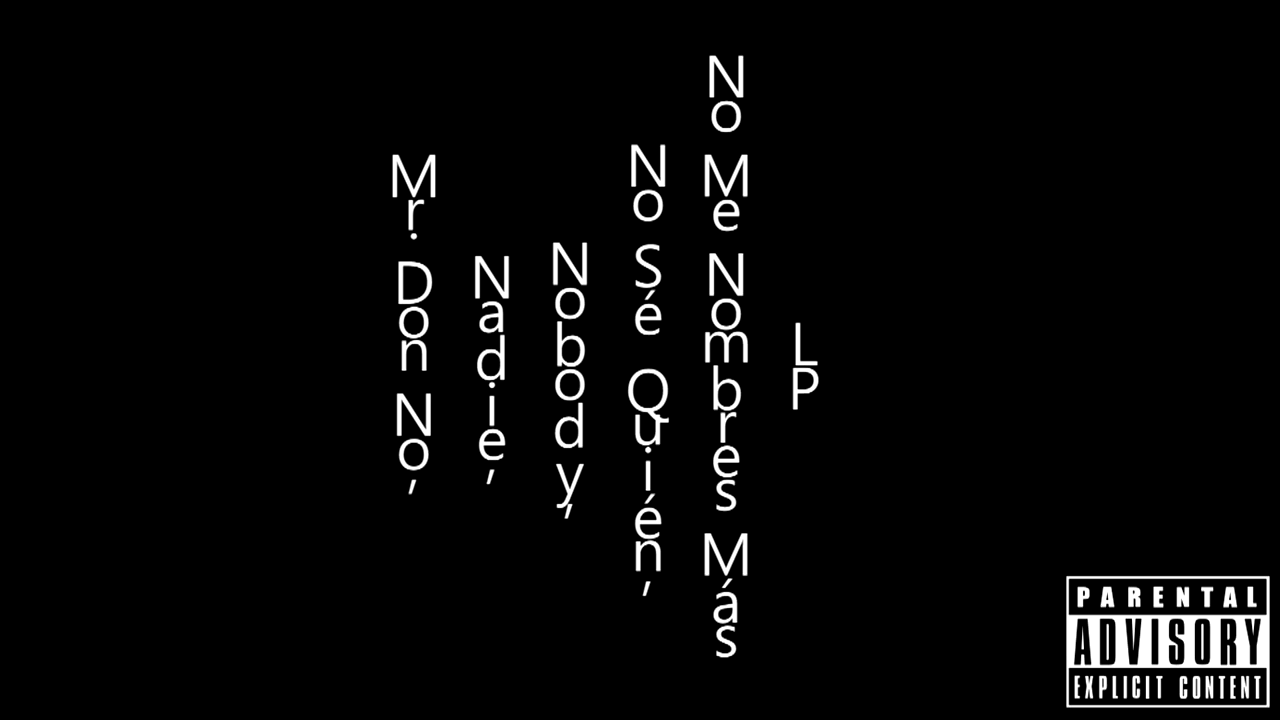 Mr. Don No,
Nadie,
Nobody,
No Sé Quién,
No Me Nombres Más
LP
PARENTAL
ADVISORY
EXPLICIT CONTENT